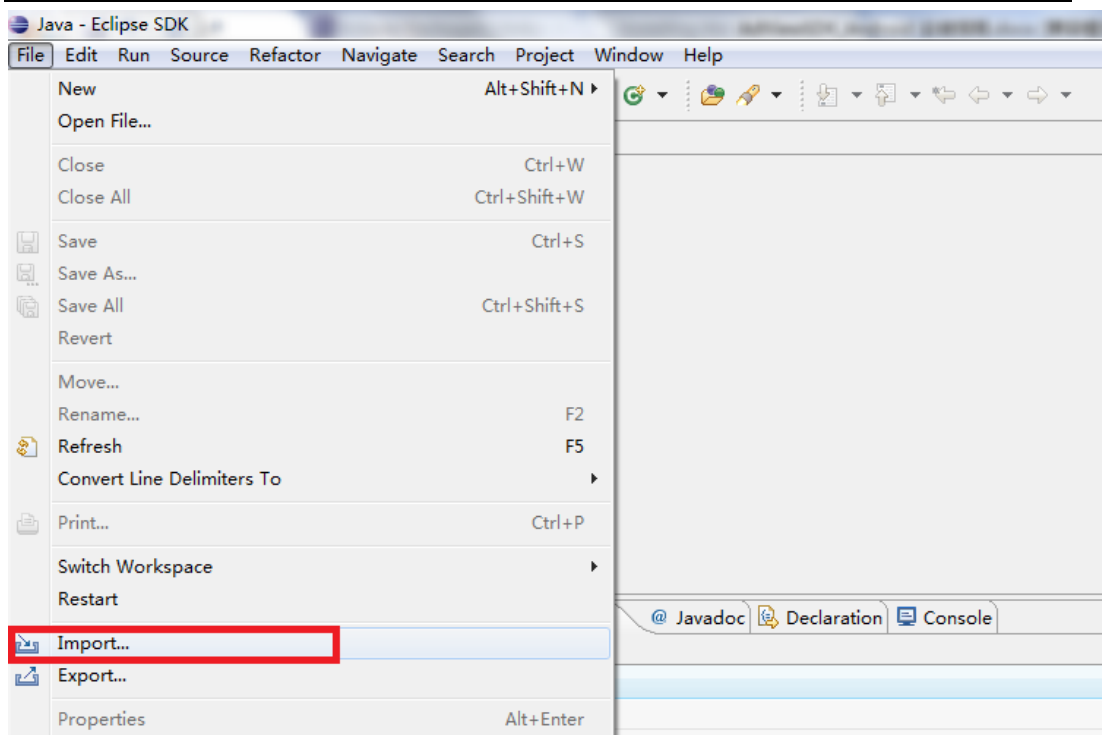 Java - Eclipse SDK
File Edit Run Source Refactor Navigate Search Project Window Help
New Alt+Shift+N
Open File...
Close Ctrl+W
Close All Ctrl+Shift+W
Save Ctrl+S
Save As...
Save All Ctrl+Shift+S
Revert
Move...
Rename... F2
Refresh F5
Convert Line Delimiters To
Print... Ctrl+P
Switch Workspace
Restart
@ Javadoc Declaration Console
Import...
Export...
Properties Alt+Enter